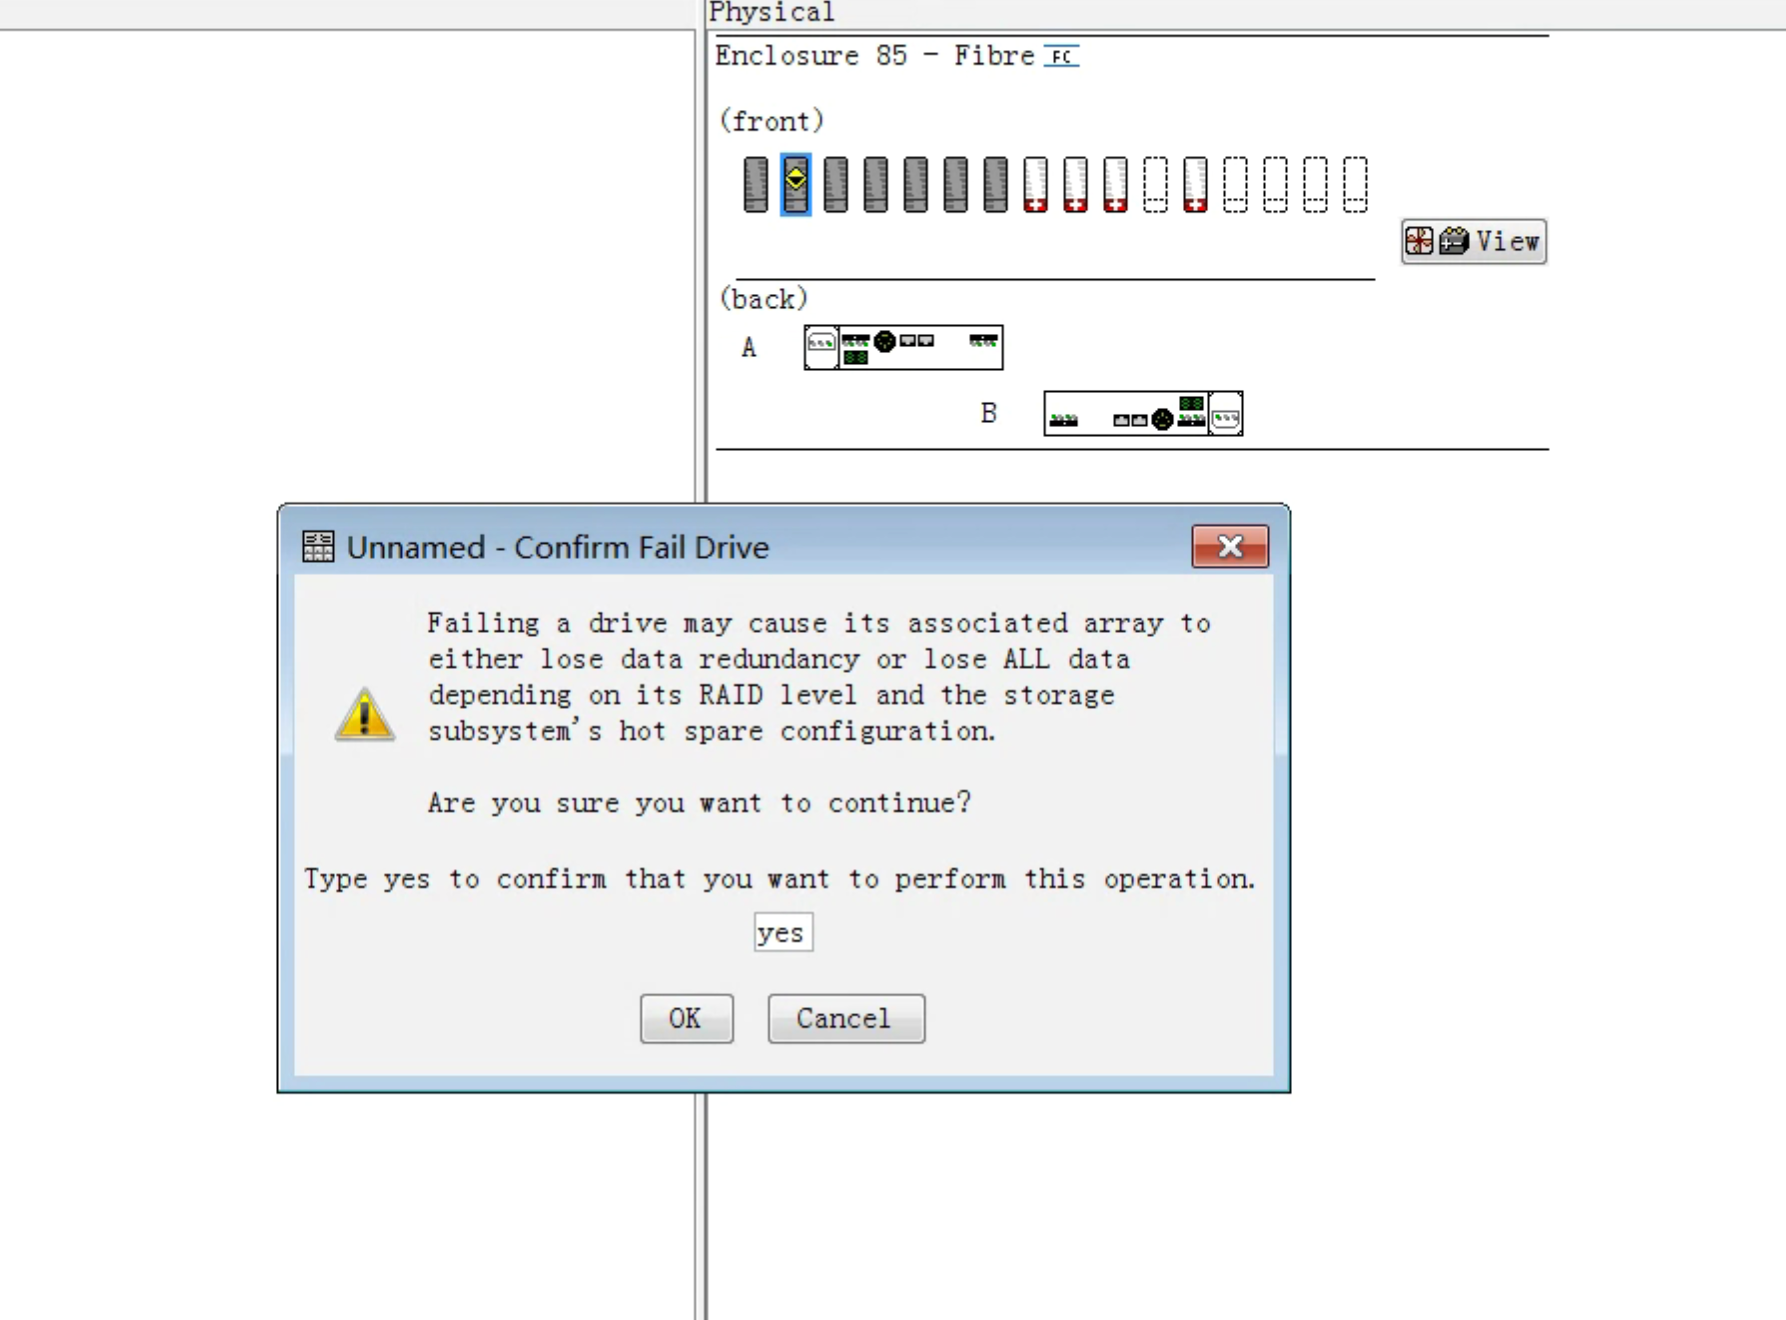 Physical
Enclosure 85 - Fibre FC
(front)
View
(back)
A
B
Unnamed - Confirm Fail Drive
Failing a drive may cause its associated array to
either lose data redundancy or lose ALL data
depending on its RAID level and the storage
subsystem's hot spare configuration.
Are you sure you want to continue?
Type yes to confirm that you want to perform this operation.
yes
OK Cancel